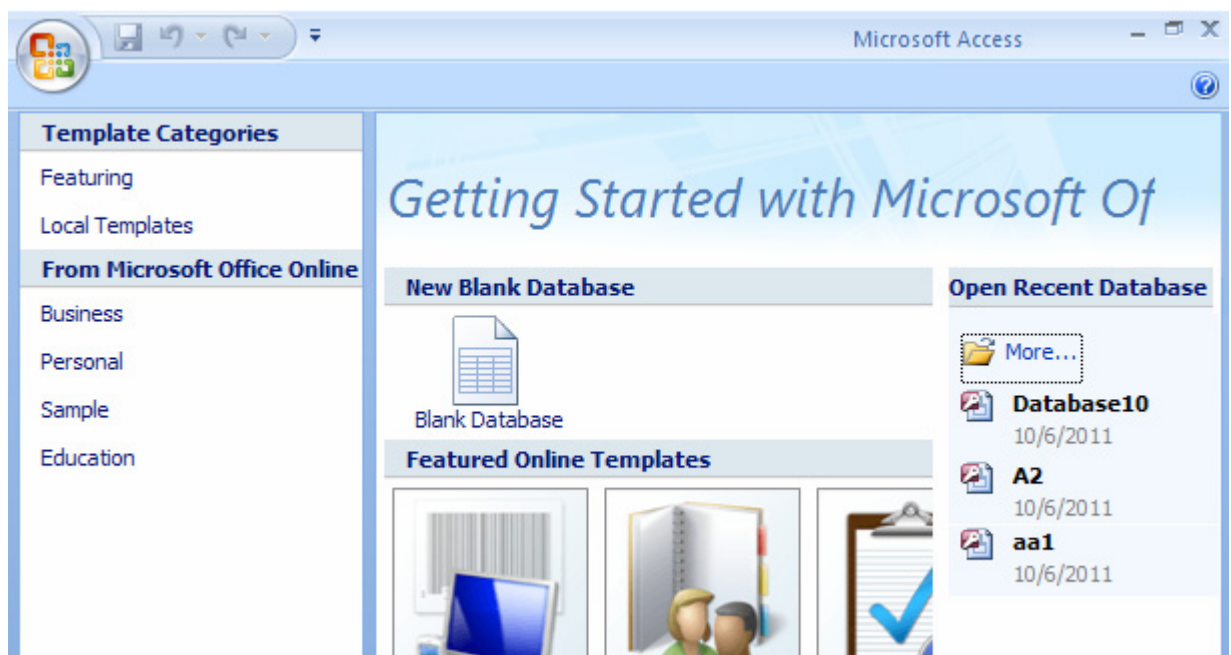 Microsoft Access
Template Categories
Featuring
Local Templates
From Microsoft Office Online
Business
Personal
Sample
Education
Getting Started with Microsoft Of
New Blank Database
Blank Database
Featured Online Templates
Open Recent Database
More...
Database10
10/6/2011
A2
10/6/2011
aa1
10/6/2011